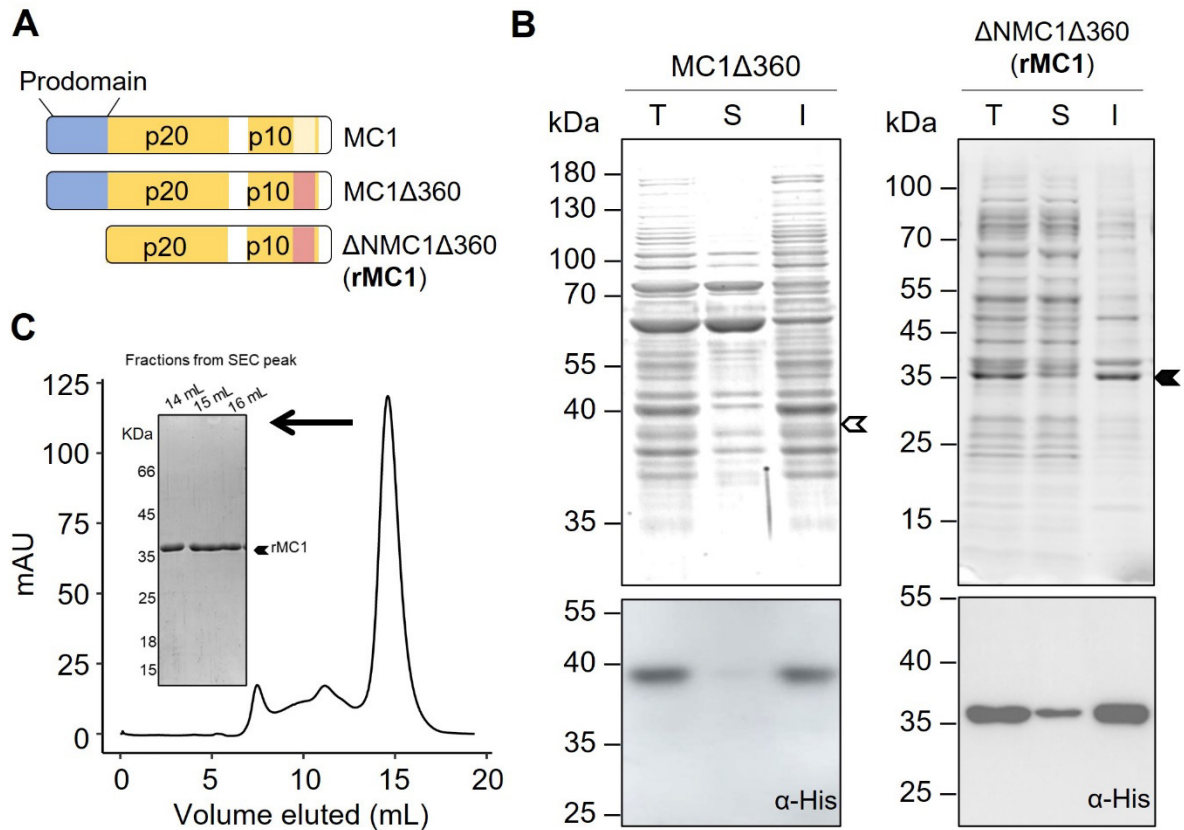 A
Prodomain
p20 p10 MC1
p20 p10 MC1Δ360
p20 p10 ΔNMC1Δ360
(rMC1)
B
MC1Δ360
kDa T S I
180
130
100
70
55
40
35
55
40
35
25
α-His
ΔNMC1Δ360
(rMC1)
kDa T S I
100
70
55
45
35
25
15
55
40
35
25
α-His
C
Fractions from SEC peak
14 mL 15 mL 16 mL
KDa
66
45
35
25
18
15
rMC1
mAU
125
100
75
50
25
0
0 5 10 15 20
Volume eluted (mL)